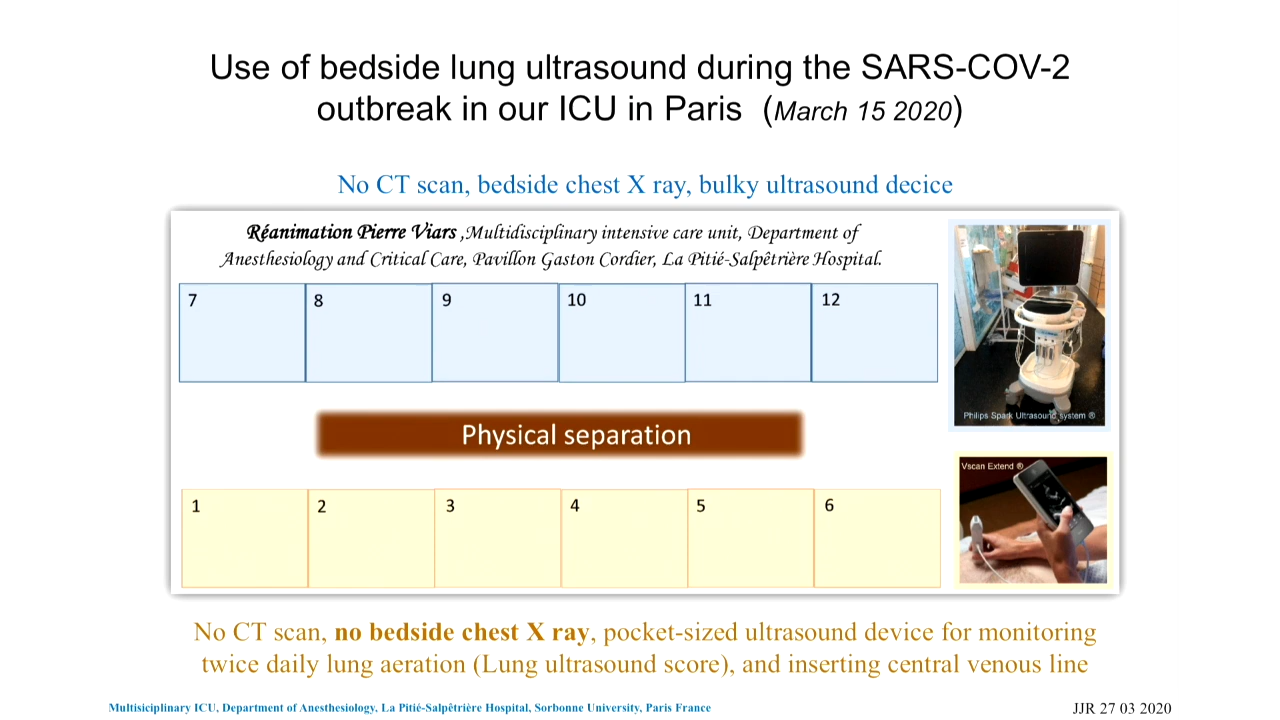 Use of bedside lung ultrasound during the SARS-COV-2
outbreak in our ICU in Paris (March 15 2020)
No CT scan, bedside chest X ray, bulky ultrasound decice
Réanimation Pierre Viars ,Multidisciplinary intensive care unit, Department of
Anesthesiology and Critical Care, Pavillon Gaston Cordier, La Pitié-Salpêtrière Hospital.
7 8 9 10 11 12
Philips Spark Ultrasound system ®
Physical separation
Vscan Extend ®
1 2 3 4 5 6
No CT scan, no bedside chest X ray, pocket-sized ultrasound device for monitoring
twice daily lung aeration (Lung ultrasound score), and inserting central venous line
Multisiciplinary ICU, Department of Anesthesiology. La Pitié-Salpêtrière Hospital, Sorbonne University. Paris France
JJR 27 03 2020